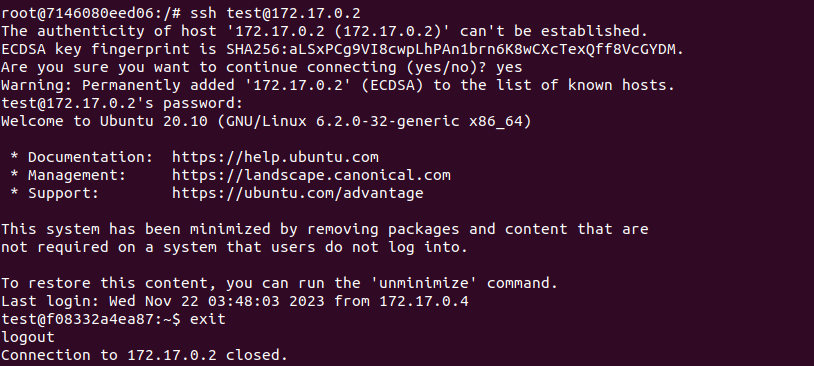 root@7146080eed06:/# ssh test@172.17.0.2
The authenticity of host '172.17.0.2 (172.17.0.2)' can't be established.
ECDSA key fingerprint is SHA256:aLSxPCg9VI8cwpLhPAn1brn6K8wCXcTexQff8VcGYDM.
Are you sure you want to continue connecting (yes/no)? yes
Warning: Permanently added '172.17.0.2' (ECDSA) to the list of known hosts.
test@172.17.0.2's password:
Welcome to Ubuntu 20.10 (GNU/Linux 6.2.0-32-generic x86_64)
* Documentation:  https://help.ubuntu.com
* Management:     https://landscape.canonical.com
* Support:        https://ubuntu.com/advantage
This system has been minimized by removing packages and content that are
not required on a system that users do not log into.
To restore this content, you can run the 'unminimize' command.
Last login: Wed Nov 22 03:48:03 2023 from 172.17.0.4
test@f08332a4ea87:~$ exit
logout
Connection to 172.17.0.2 closed.